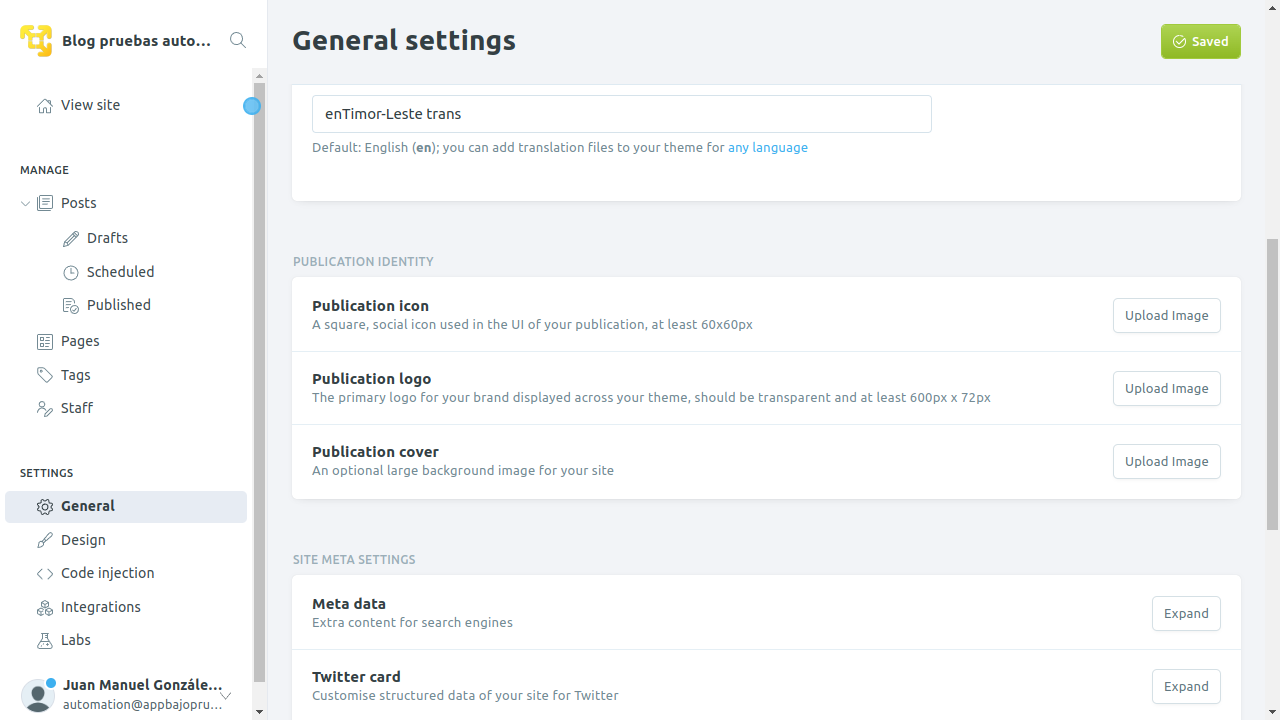 Blog pruebas auto...
View site
MANAGE
Posts
Drafts
Scheduled
Published
Pages
Tags
Staff
SETTINGS
General
Design
Code injection
Integrations
Labs
Juan Manuel Gonzále...
automation@appbajopru...
General settings
Saved
enTimor-Leste trans
Default: English (en); you can add translation files to your theme for any language
PUBLICATION IDENTITY
Publication icon
A square, social icon used in the UI of your publication, at least 60x60px
Upload Image
Publication logo
The primary logo for your brand displayed across your theme, should be transparent and at least 600px x 72px
Upload Image
Publication cover
An optional large background image for your site
Upload Image
SITE META SETTINGS
Meta data
Extra content for search engines
Expand
Twitter card
Customise structured data of your site for Twitter
Expand